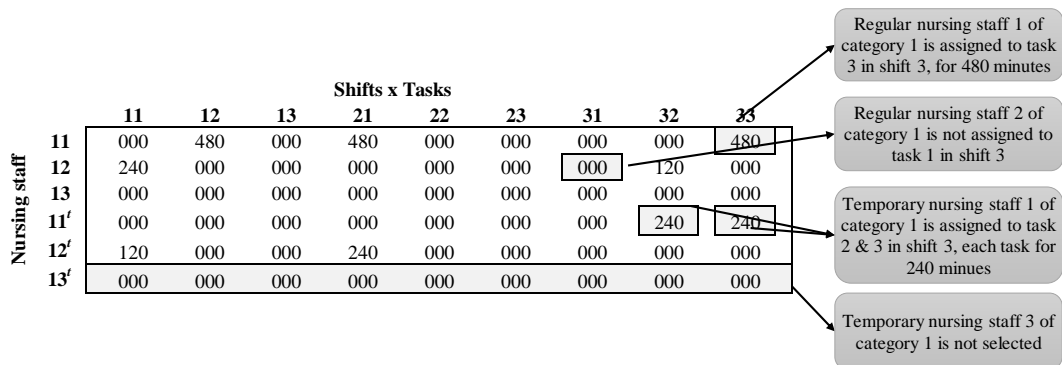 Regular nursing staff 1 of
category 1 is assigned to task
3 in shift 3, for 480 minutes
Shifts x Tasks
11 12 13 21 22 23 31 32 33
11 000 480 000 480 000 000 000 000 480
12 240 000 000 000 000 000 000 120 000
13 000 000 000 000 000 000 000 000 000
11t 000 000 000 000 000 000 000 240 240
12t 120 000 000 240 000 000 000 000 000
13t 000 000 000 000 000 000 000 000 000
Nursing staff
Regular nursing staff 2 of
category 1 is not assigned to
task 1 in shift 3
Temporary nursing staff 1 of
category 1 is assigned to task
2 & 3 in shift 3, each task for
240 minues
Temporary nursing staff 3 of
category 1 is not selected